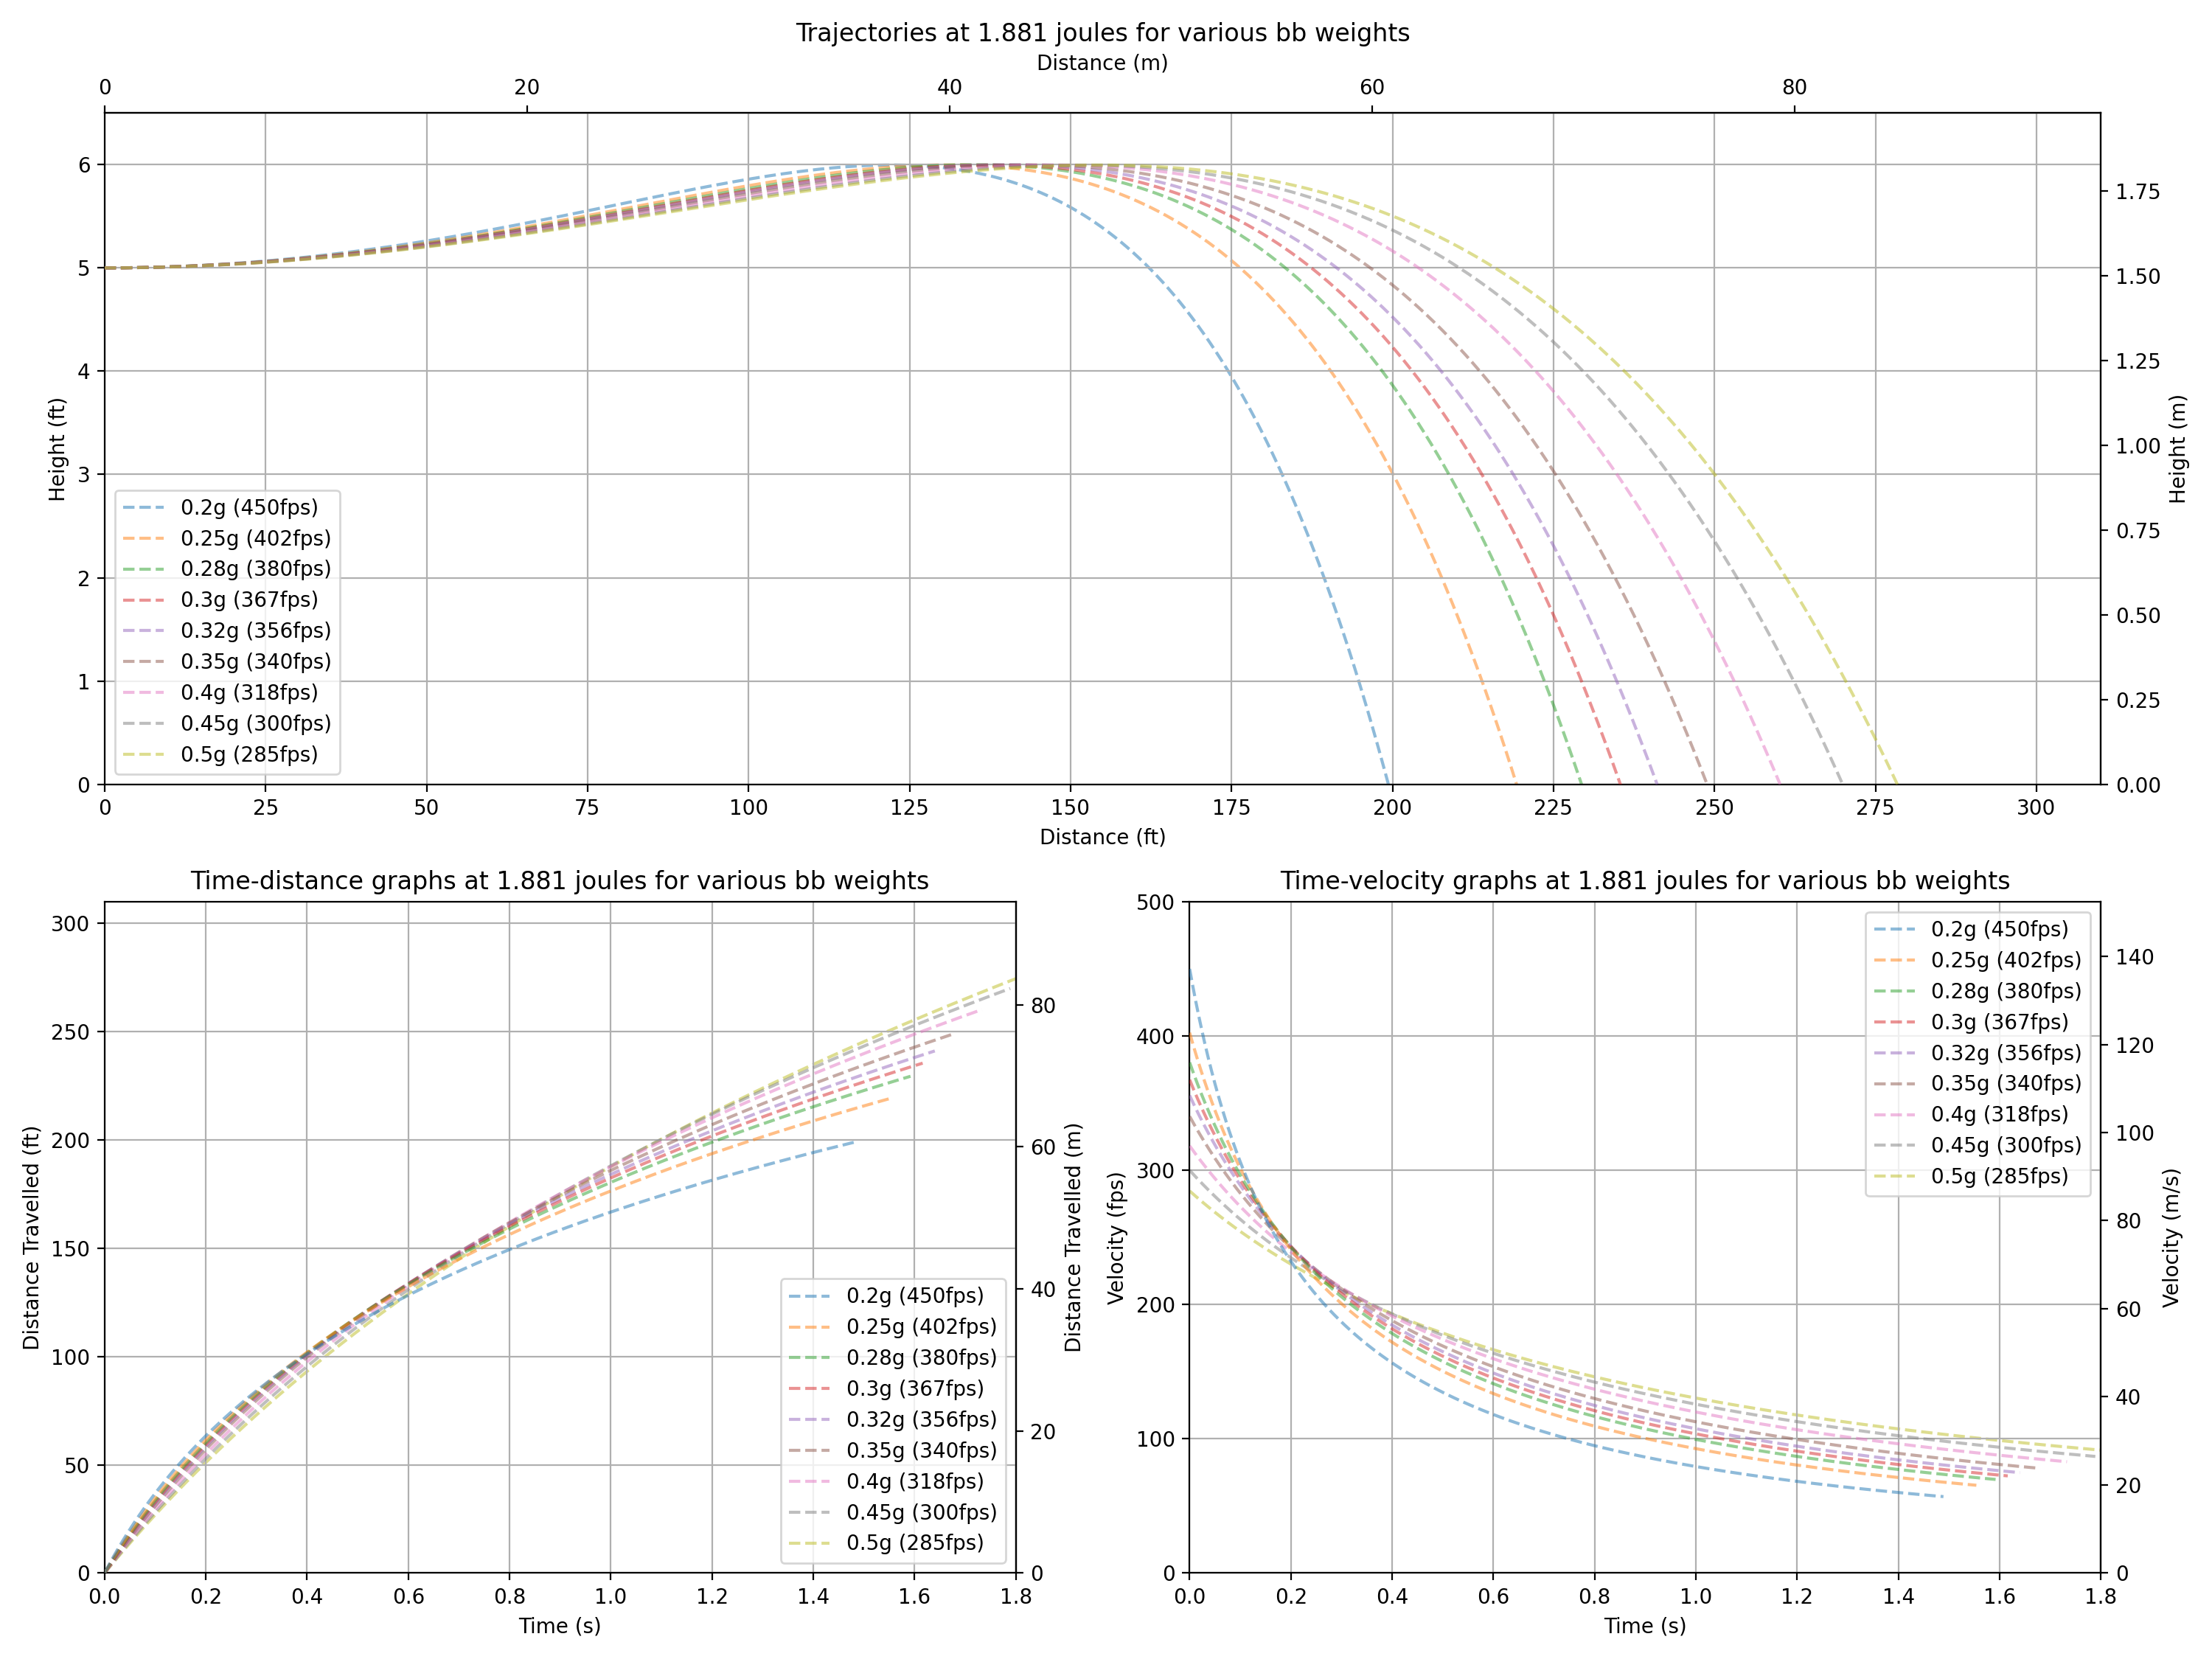 Trajectories at 1.881 joules for various bb weights
Distance (m)
0 20 40 60 80
6
5
4
3
2
1
0
Height (ft)
1.75
1.50
1.25
1.00
0.75
0.50
0.25
0.00
Height (m)
0.2g (450fps)
0.25g (402fps)
0.28g (380fps)
0.3g (367fps)
0.32g (356fps)
0.35g (340fps)
0.4g (318fps)
0.45g (300fps)
0.5g (285fps)
0 25 50 75 100 125 150 175 200 225 250 275 300
Distance (ft)
Time-distance graphs at 1.881 joules for various bb weights
300
250
200
150
100
50
0
Distance Travelled (ft)
80
60
40
20
0
Distance Travelled (m)
0.2g (450fps)
0.25g (402fps)
0.28g (380fps)
0.3g (367fps)
0.32g (356fps)
0.35g (340fps)
0.4g (318fps)
0.45g (300fps)
0.5g (285fps)
0.0 0.2 0.4 0.6 0.8 1.0 1.2 1.4 1.6 1.8
Time (s)
Time-velocity graphs at 1.881 joules for various bb weights
500
400
300
200
100
0
Velocity (fps)
140
120
100
80
60
40
20
0
Velocity (m/s)
0.2g (450fps)
0.25g (402fps)
0.28g (380fps)
0.3g (367fps)
0.32g (356fps)
0.35g (340fps)
0.4g (318fps)
0.45g (300fps)
0.5g (285fps)
0.0 0.2 0.4 0.6 0.8 1.0 1.2 1.4 1.6 1.8
Time (s)